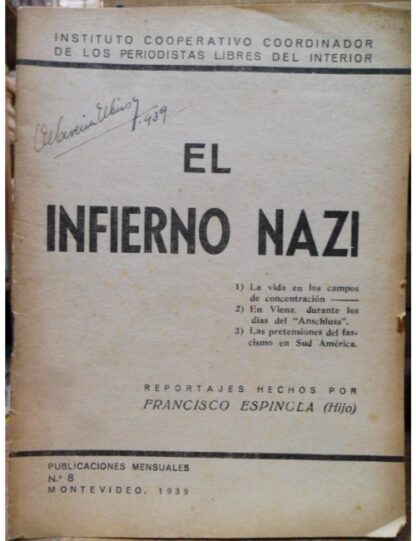 INSTITUTO COOPERATIVO COORDINADOR
DE LOS PERIODISTAS LIBRES DEL INTERIOR
939
EL
INFIERNO NAZI
1) La vida en los campos
de concentración
2) En Viena, durante los
días del "Anschluss".
3) Las pretensiones del fas-
cismo en Sud América.
REPORTAJES HECHOS POR
FRANCISCO ESPINOLA (Hijo)
PUBLICACIONES MENSUALES
N.º 8
MONTEVIDEO, 1939